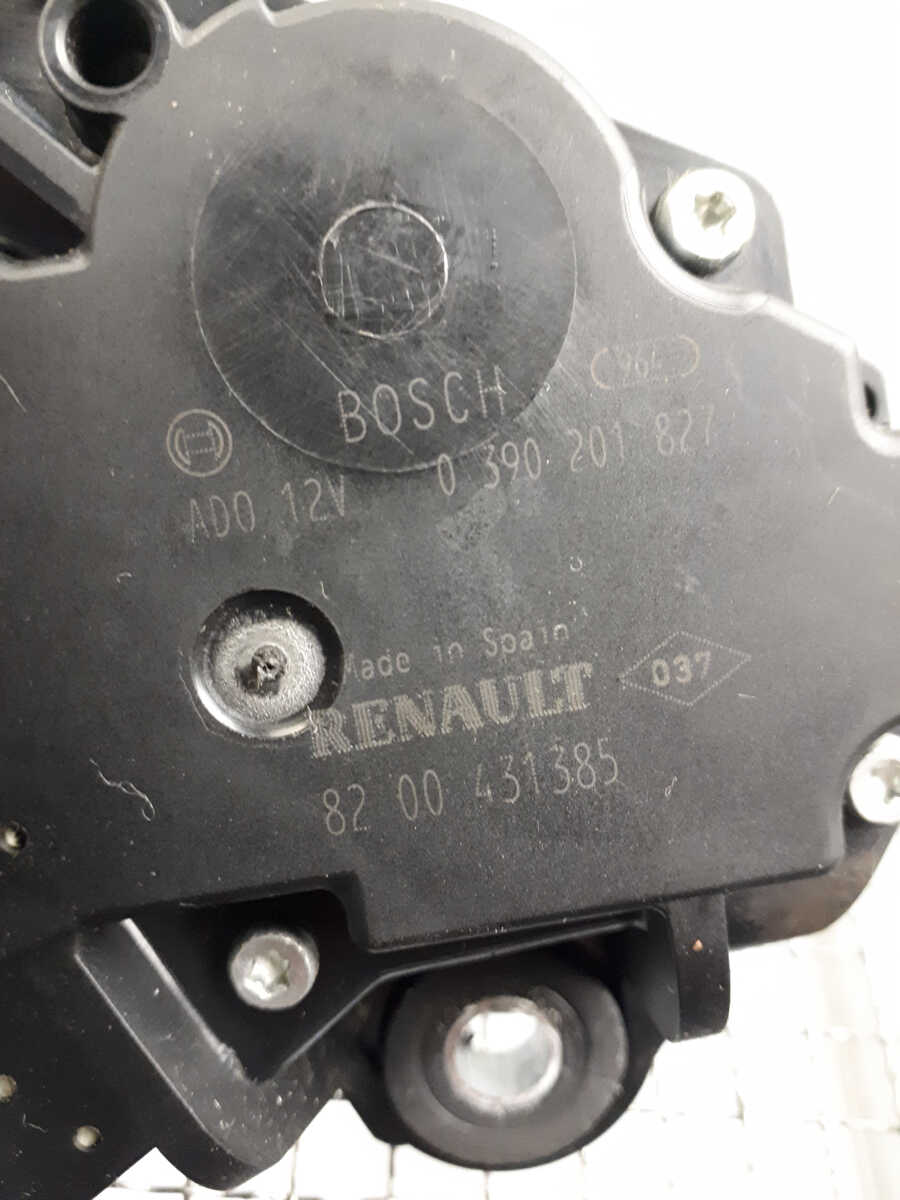 BOSCH
ADO 12V 0 390 201 827
Made in Spain
RENAULT 037
82 00 431385